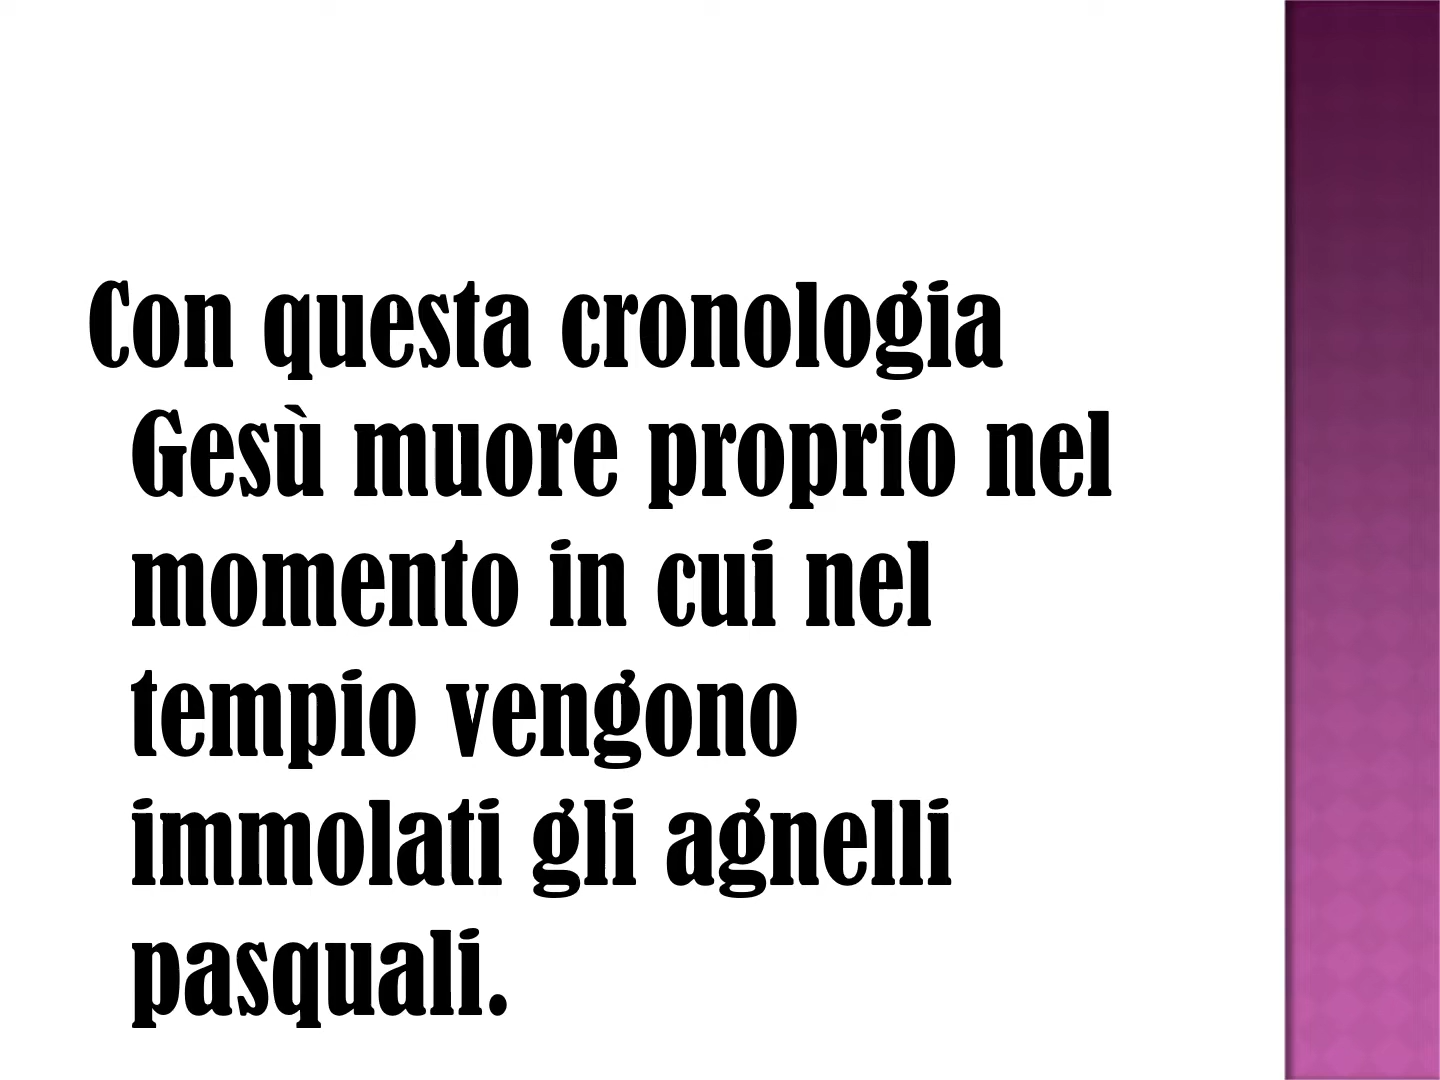 Con questa cronologia
Gesù muore proprio nel
momento in cui nel
tempio vengono
immolati gli agnelli
pasquali.